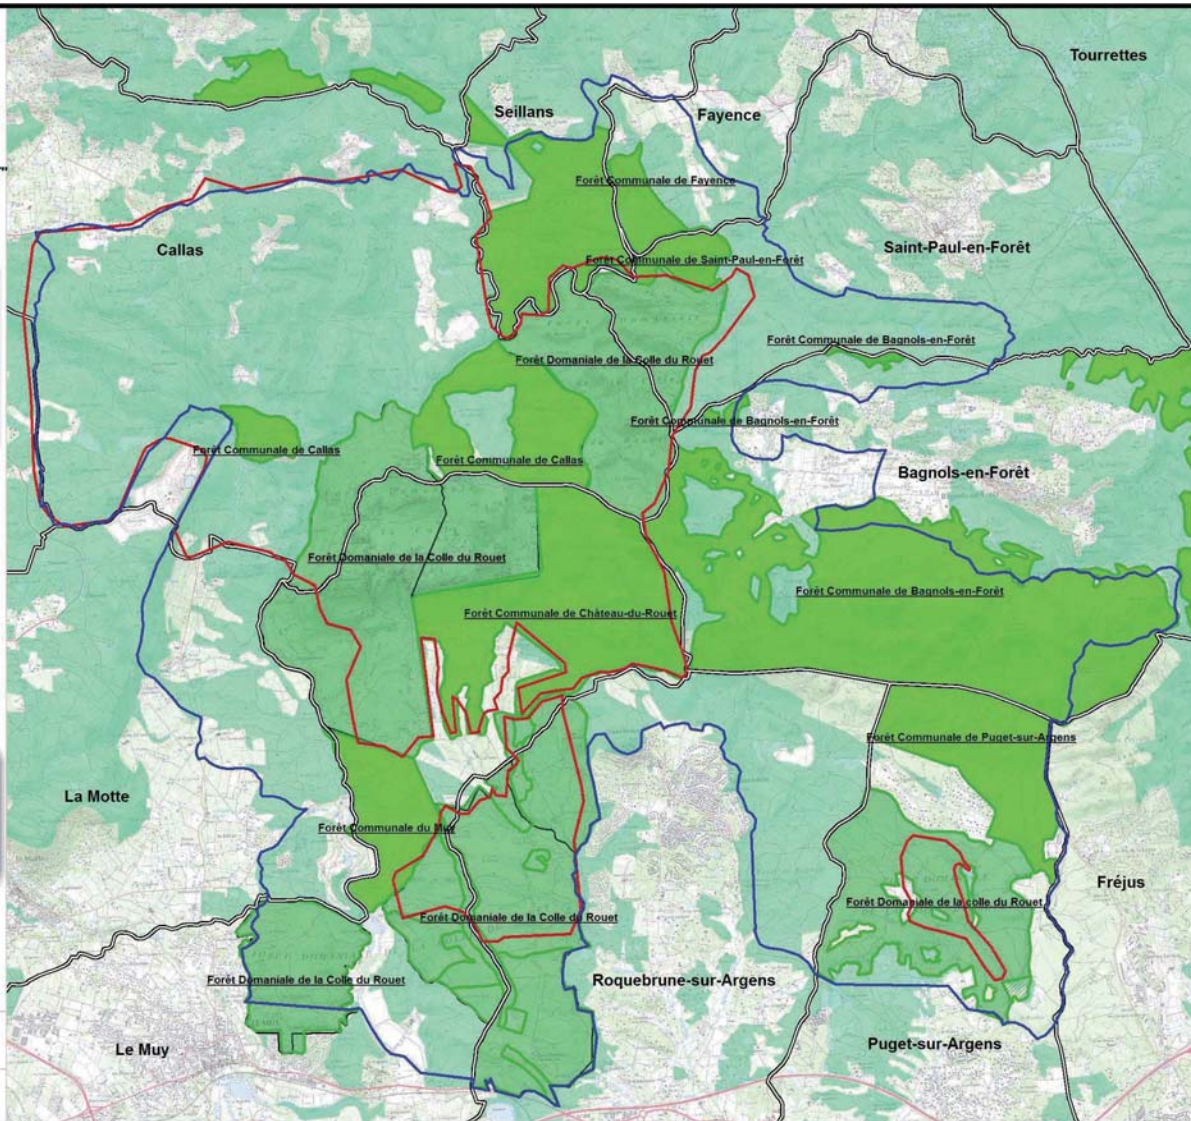 Tourrettes
Seillans
Fayence
Forêt Communale de Fayence
Callas
Saint-Paul-en-Forêt
Forêt Communale de Saint-Paul-en-Forêt
Forêt Communale de Bagnols-en-Forêt
Forêt Domaniale de la Colle du Rouet
Forêt Communale de Bagnols-en-Forêt
Forêt Communale de Callas
Forêt Communale de Callas
Bagnols-en-Forêt
Forêt Domaniale de la Colle du Rouet
Forêt Communale de Bagnols-en-Forêt
Forêt Communale de Château-du-Rouet
Forêt Communale de Puget-sur-Argens
La Motte
Forêt Communale du Muy
Fréjus
Forêt Domaniale de la colle du Rouet
Forêt Domaniale de la Colle du Rouet
Forêt Domaniale de la Colle du Rouet
Roquebrune-sur-Argens
Le Muy
Puget-sur-Argens